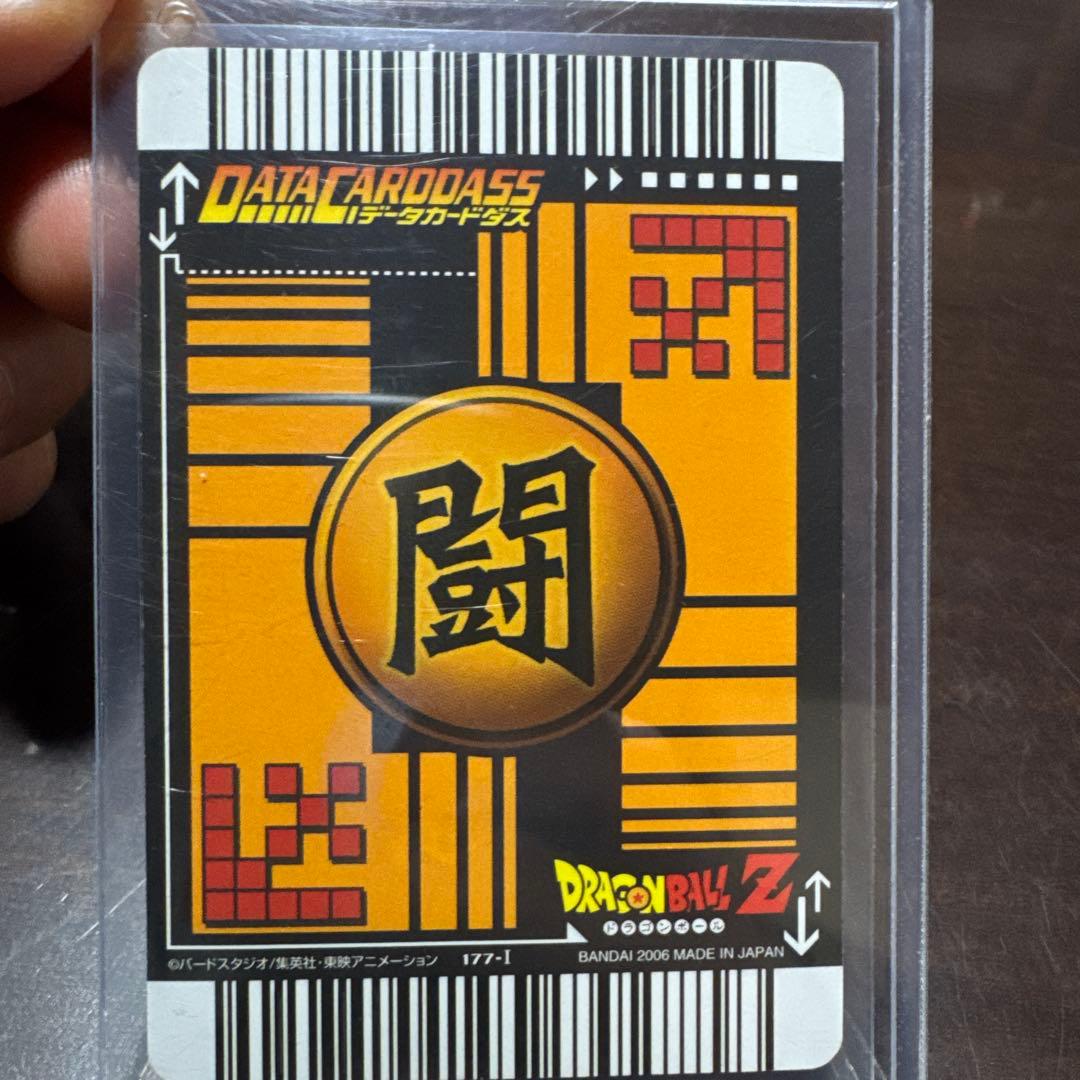 DATA CARDDASS
データカードダス
闘
DRAGON BALL Z
ドラゴンボール
©バードスタジオ/集英社・東映アニメーション 177-I BANDAI 2006 MADE IN JAPAN